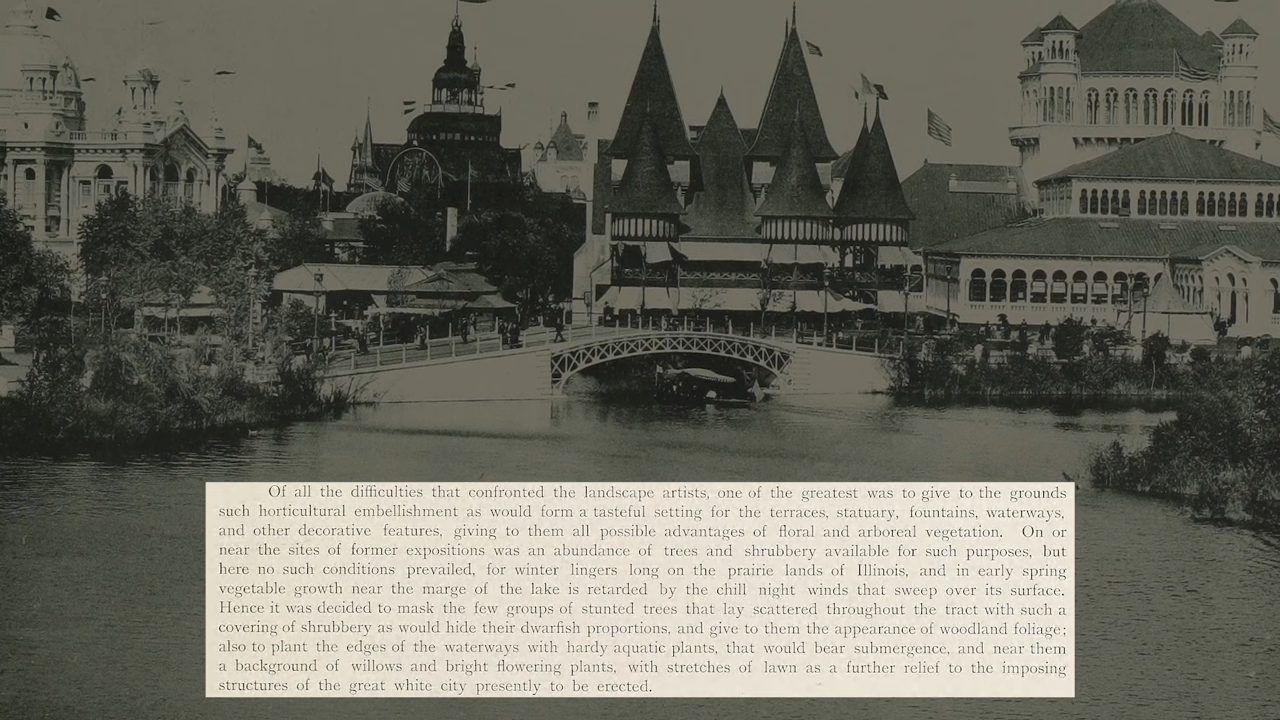 Of all the difficulties that confronted the landscape artists, one of the greatest was to give to the grounds
such horticultural embellishment as would form a tasteful setting for the terraces, statuary, fountains, waterways,
and other decorative features, giving to them all possible advantages of floral and arboreal vegetation. On or
near the sites of former expositions was an abundance of trees and shrubbery available for such purposes, but
here no such conditions prevailed, for winter lingers long on the prairie lands of Illinois, and in early spring
vegetable growth near the marge of the lake is retarded by the chill night winds that sweep over its surface.
Hence it was decided to mask the few groups of stunted trees that lay scattered throughout the tract with such a
covering of shrubbery as would hide their dwarfish proportions, and give to them the appearance of woodland foliage;
also to plant the edges of the waterways with hardy aquatic plants, that would bear submergence, and near them
a background of willows and bright flowering plants, with stretches of lawn as a further relief to the imposing
structures of the great white city presently to be erected.